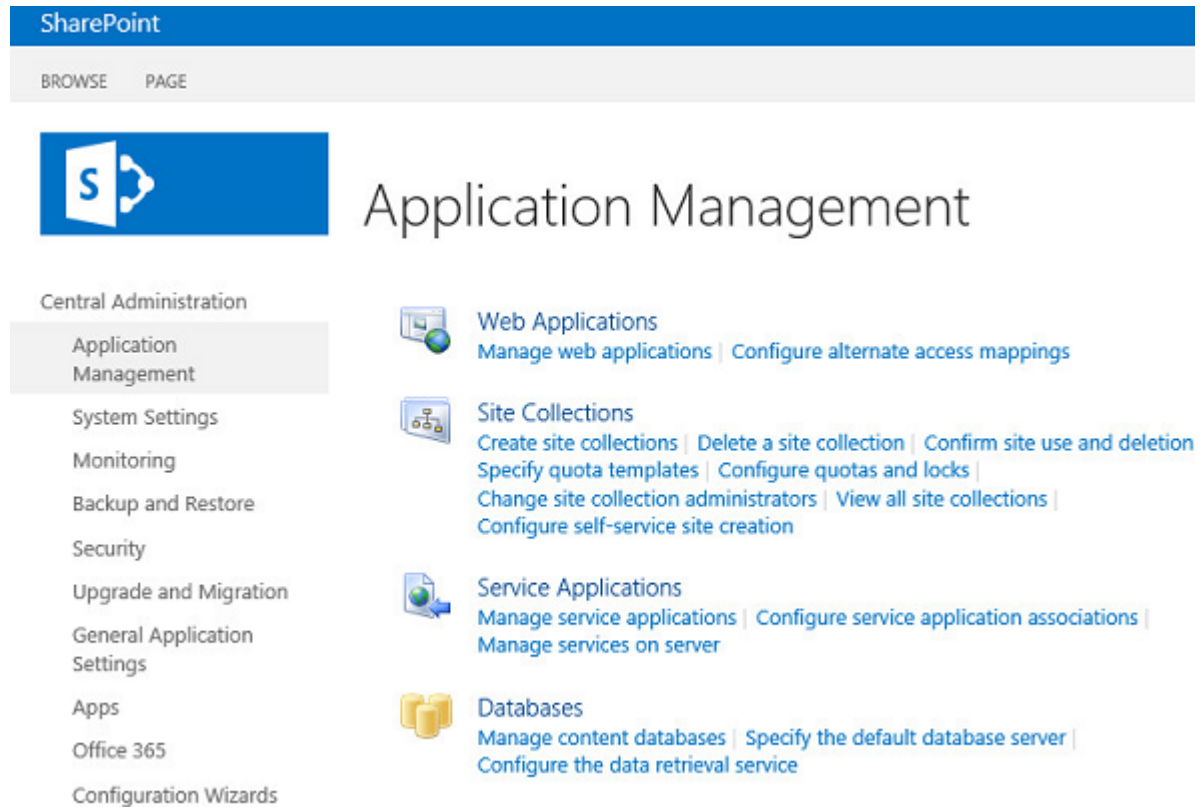 SharePoint
BROWSE PAGE
S
Application Management
Central Administration
Application
Management
System Settings
Monitoring
Backup and Restore
Security
Upgrade and Migration
General Application
Settings
Apps
Office 365
Configuration Wizards
Web Applications
Manage web applications | Configure alternate access mappings
Site Collections
Create site collections | Delete a site collection | Confirm site use and deletion
Specify quota templates | Configure quotas and locks |
Change site collection administrators | View all site collections |
Configure self-service site creation
Service Applications
Manage service applications | Configure service application associations |
Manage services on server
Databases
Manage content databases | Specify the default database server |
Configure the data retrieval service